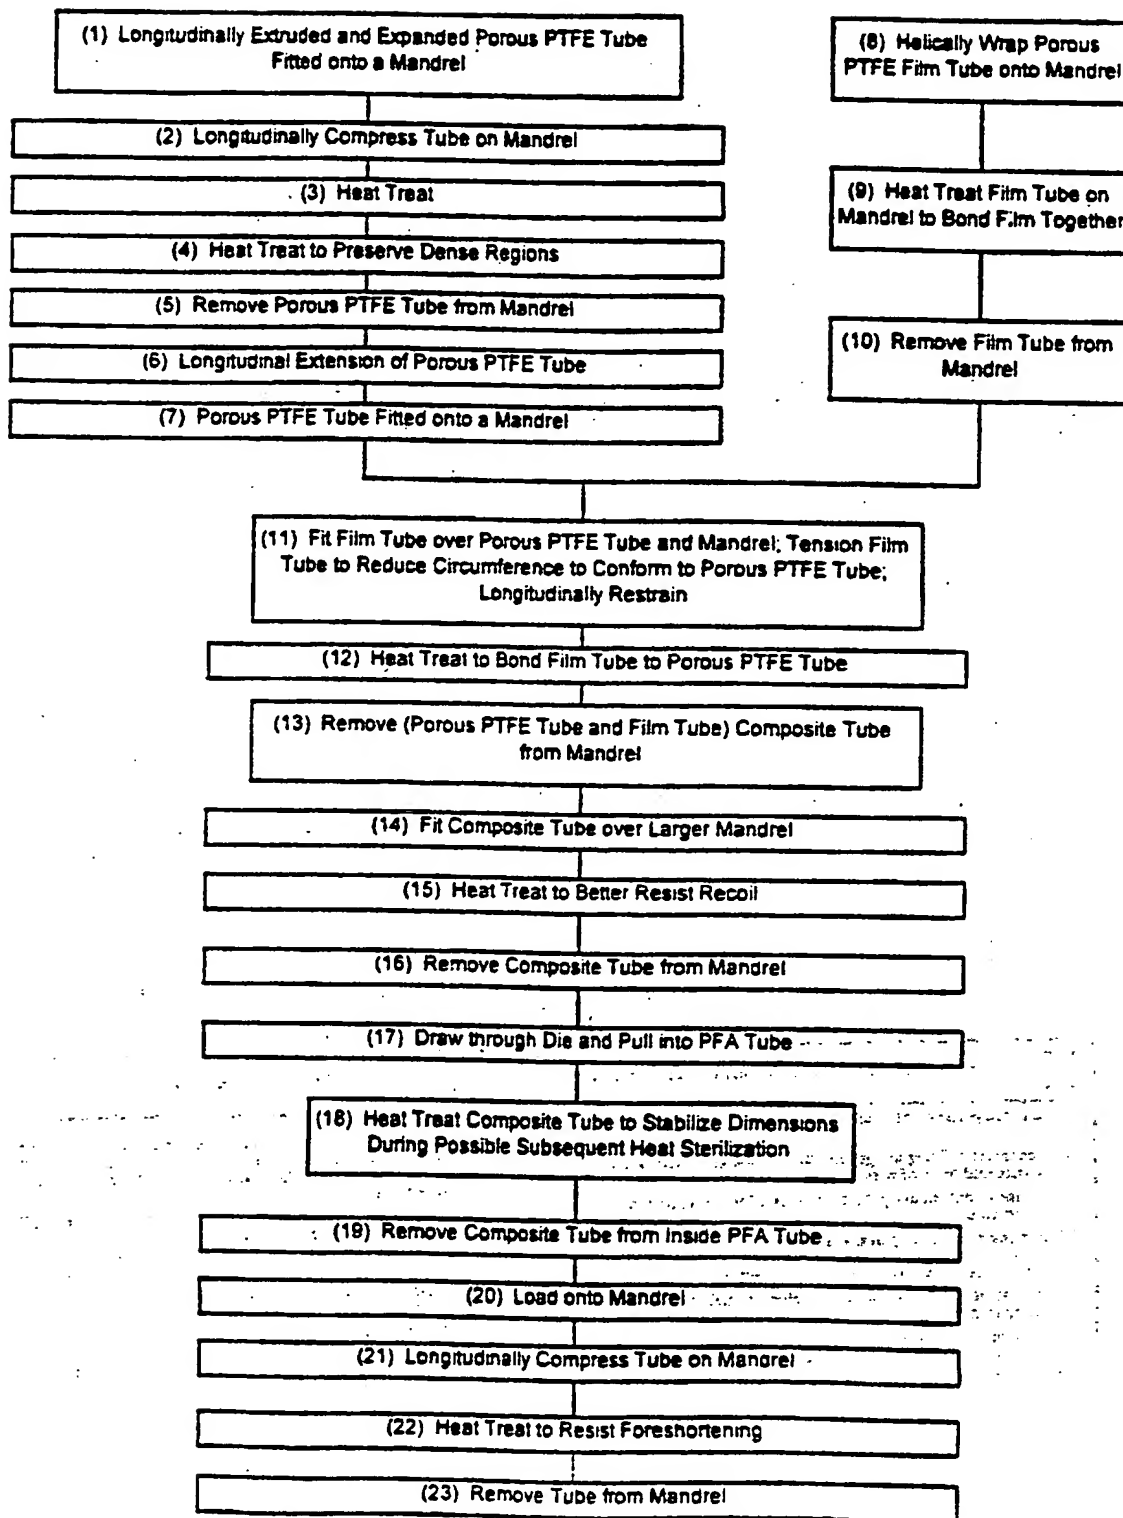 (1) Longitudinally Extruded and Expanded Porous PTFE Tube
Fitted onto a Mandrel
(2) Longitudinally Compress Tube on Mandrel
(3) Heat Treat
(4) Heat Treat to Preserve Dense Regions
(5) Remove Porous PTFE Tube from Mandrel
(6) Longitudinal Extension of Porous PTFE Tube
(7) Porous PTFE Tube Fitted onto a Mandrel
(8) Helically Wrap Porous
PTFE Film Tube onto Mandrel
(9) Heat Treat Film Tube on
Mandrel to Bond Film Together
(10) Remove Film Tube from
Mandrel
(11) Fit Film Tube over Porous PTFE Tube and Mandrel; Tension Film
Tube to Reduce Circumference to Conform to Porous PTFE Tube;
Longitudinally Restrain
(12) Heat Treat to Bond Film Tube to Porous PTFE Tube
(13) Remove (Porous PTFE Tube and Film Tube) Composite Tube
from Mandrel
(14) Fit Composite Tube over Larger Mandrel
(15) Heat Treat to Better Resist Recoil
(16) Remove Composite Tube from Mandrel
(17) Draw through Die and Pull into PFA Tube
(18) Heat Treat Composite Tube to Stabilize Dimensions
During Possible Subsequent Heat Sterilization
(19) Remove Composite Tube from Inside PFA Tube
(20) Load onto Mandrel
(21) Longitudinally Compress Tube on Mandrel
(22) Heat Treat to Resist Foreshortening
(23) Remove Tube from Mandrel